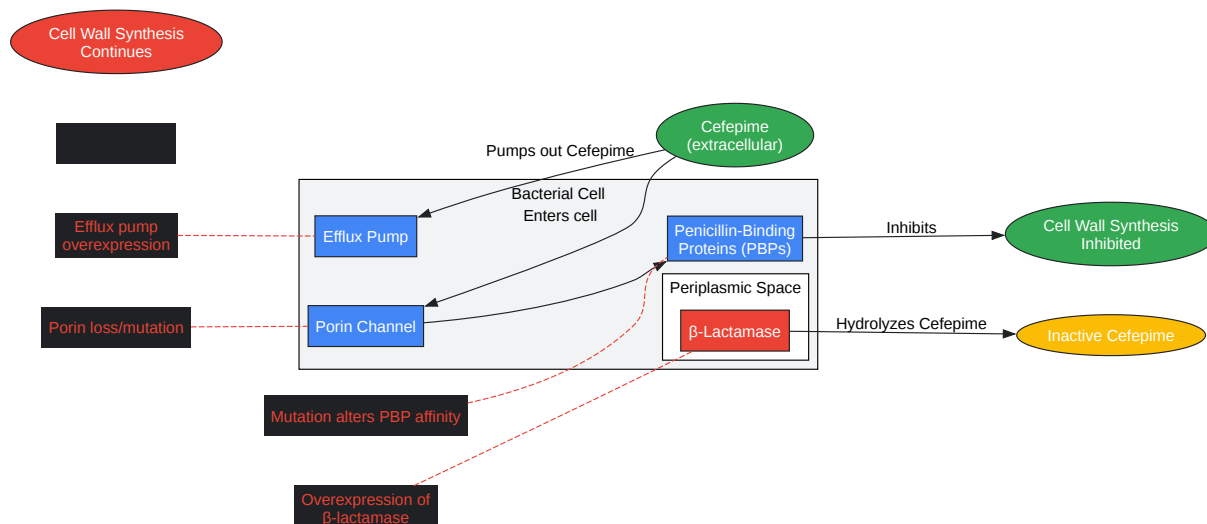 Cell Wall Synthesis
Continues
Cefepime
(extracellular)
Pumps out Cefepime
Bacterial Cell
Enters cell
Efflux pump
overexpression
Efflux Pump
Penicillin-Binding
Proteins (PBPs)
Inhibits
Cell Wall Synthesis
Inhibited
Periplasmic Space
Porin loss/mutation
Porin Channel
β-Lactamase
Hydrolyzes Cefepime
Inactive Cefepime
Mutation alters PBP affinity
Overexpression of
β-lactamase